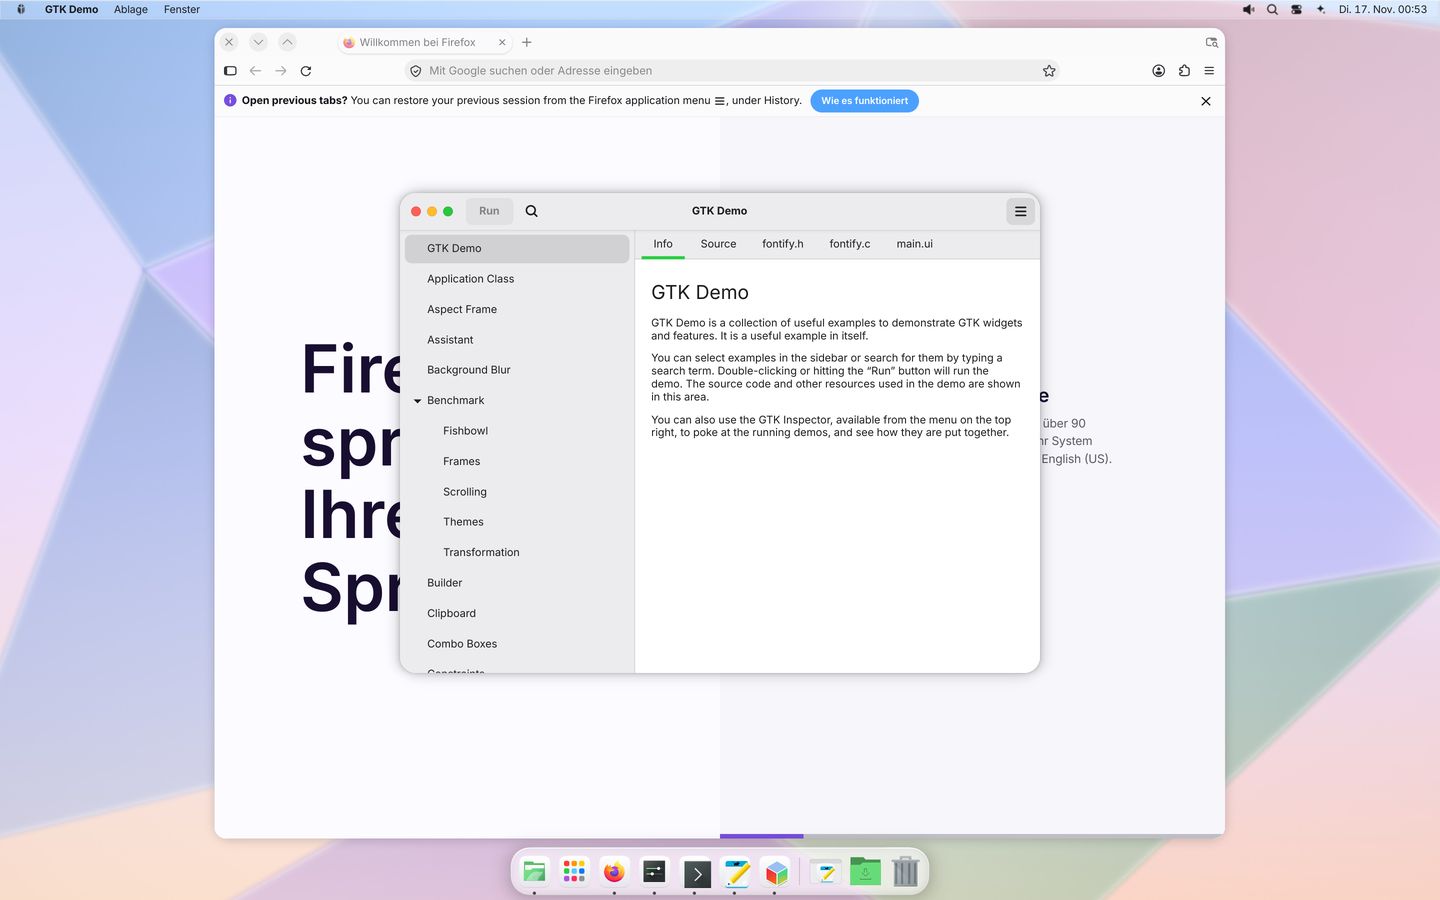 GTK Demo Ablage Fenster Di. 17. Nov. 00:53
Willkommen bei Firefox
Mit Google suchen oder Adresse eingeben
Open previous tabs? You can restore your previous session from the Firefox application menu ☰, under History. Wie es funktioniert
Run GTK Demo
GTK Demo
Application Class
Aspect Frame
Assistant
Background Blur
Benchmark
Fishbowl
Frames
Scrolling
Themes
Transformation
Builder
Clipboard
Combo Boxes
Constraints
Info Source fontify.h fontify.c main.ui
GTK Demo
GTK Demo is a collection of useful examples to demonstrate GTK widgets
and features. It is a useful example in itself.
You can select examples in the sidebar or search for them by typing a
search term. Double-clicking or hitting the “Run” button will run the
demo. The source code and other resources used in the demo are shown
in this area.
You can also use the GTK Inspector, available from the menu on the top
right, to poke at the running demos, and see how they are put together.
Fire
spr
Ihre
Spr
e
über 90
hr System
English (US).